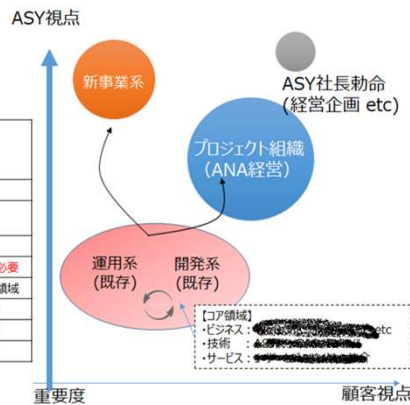 ASY視点
新事業系
ASY社長勅命
(経営企画 etc)
プロジェクト組織
(ANA経営)
必要
領域
運用系
(既存)
開発系
(既存)
【コア領域】
・ビジネス：
etc
・技術　：
・サービス：
重要度
顧客視点